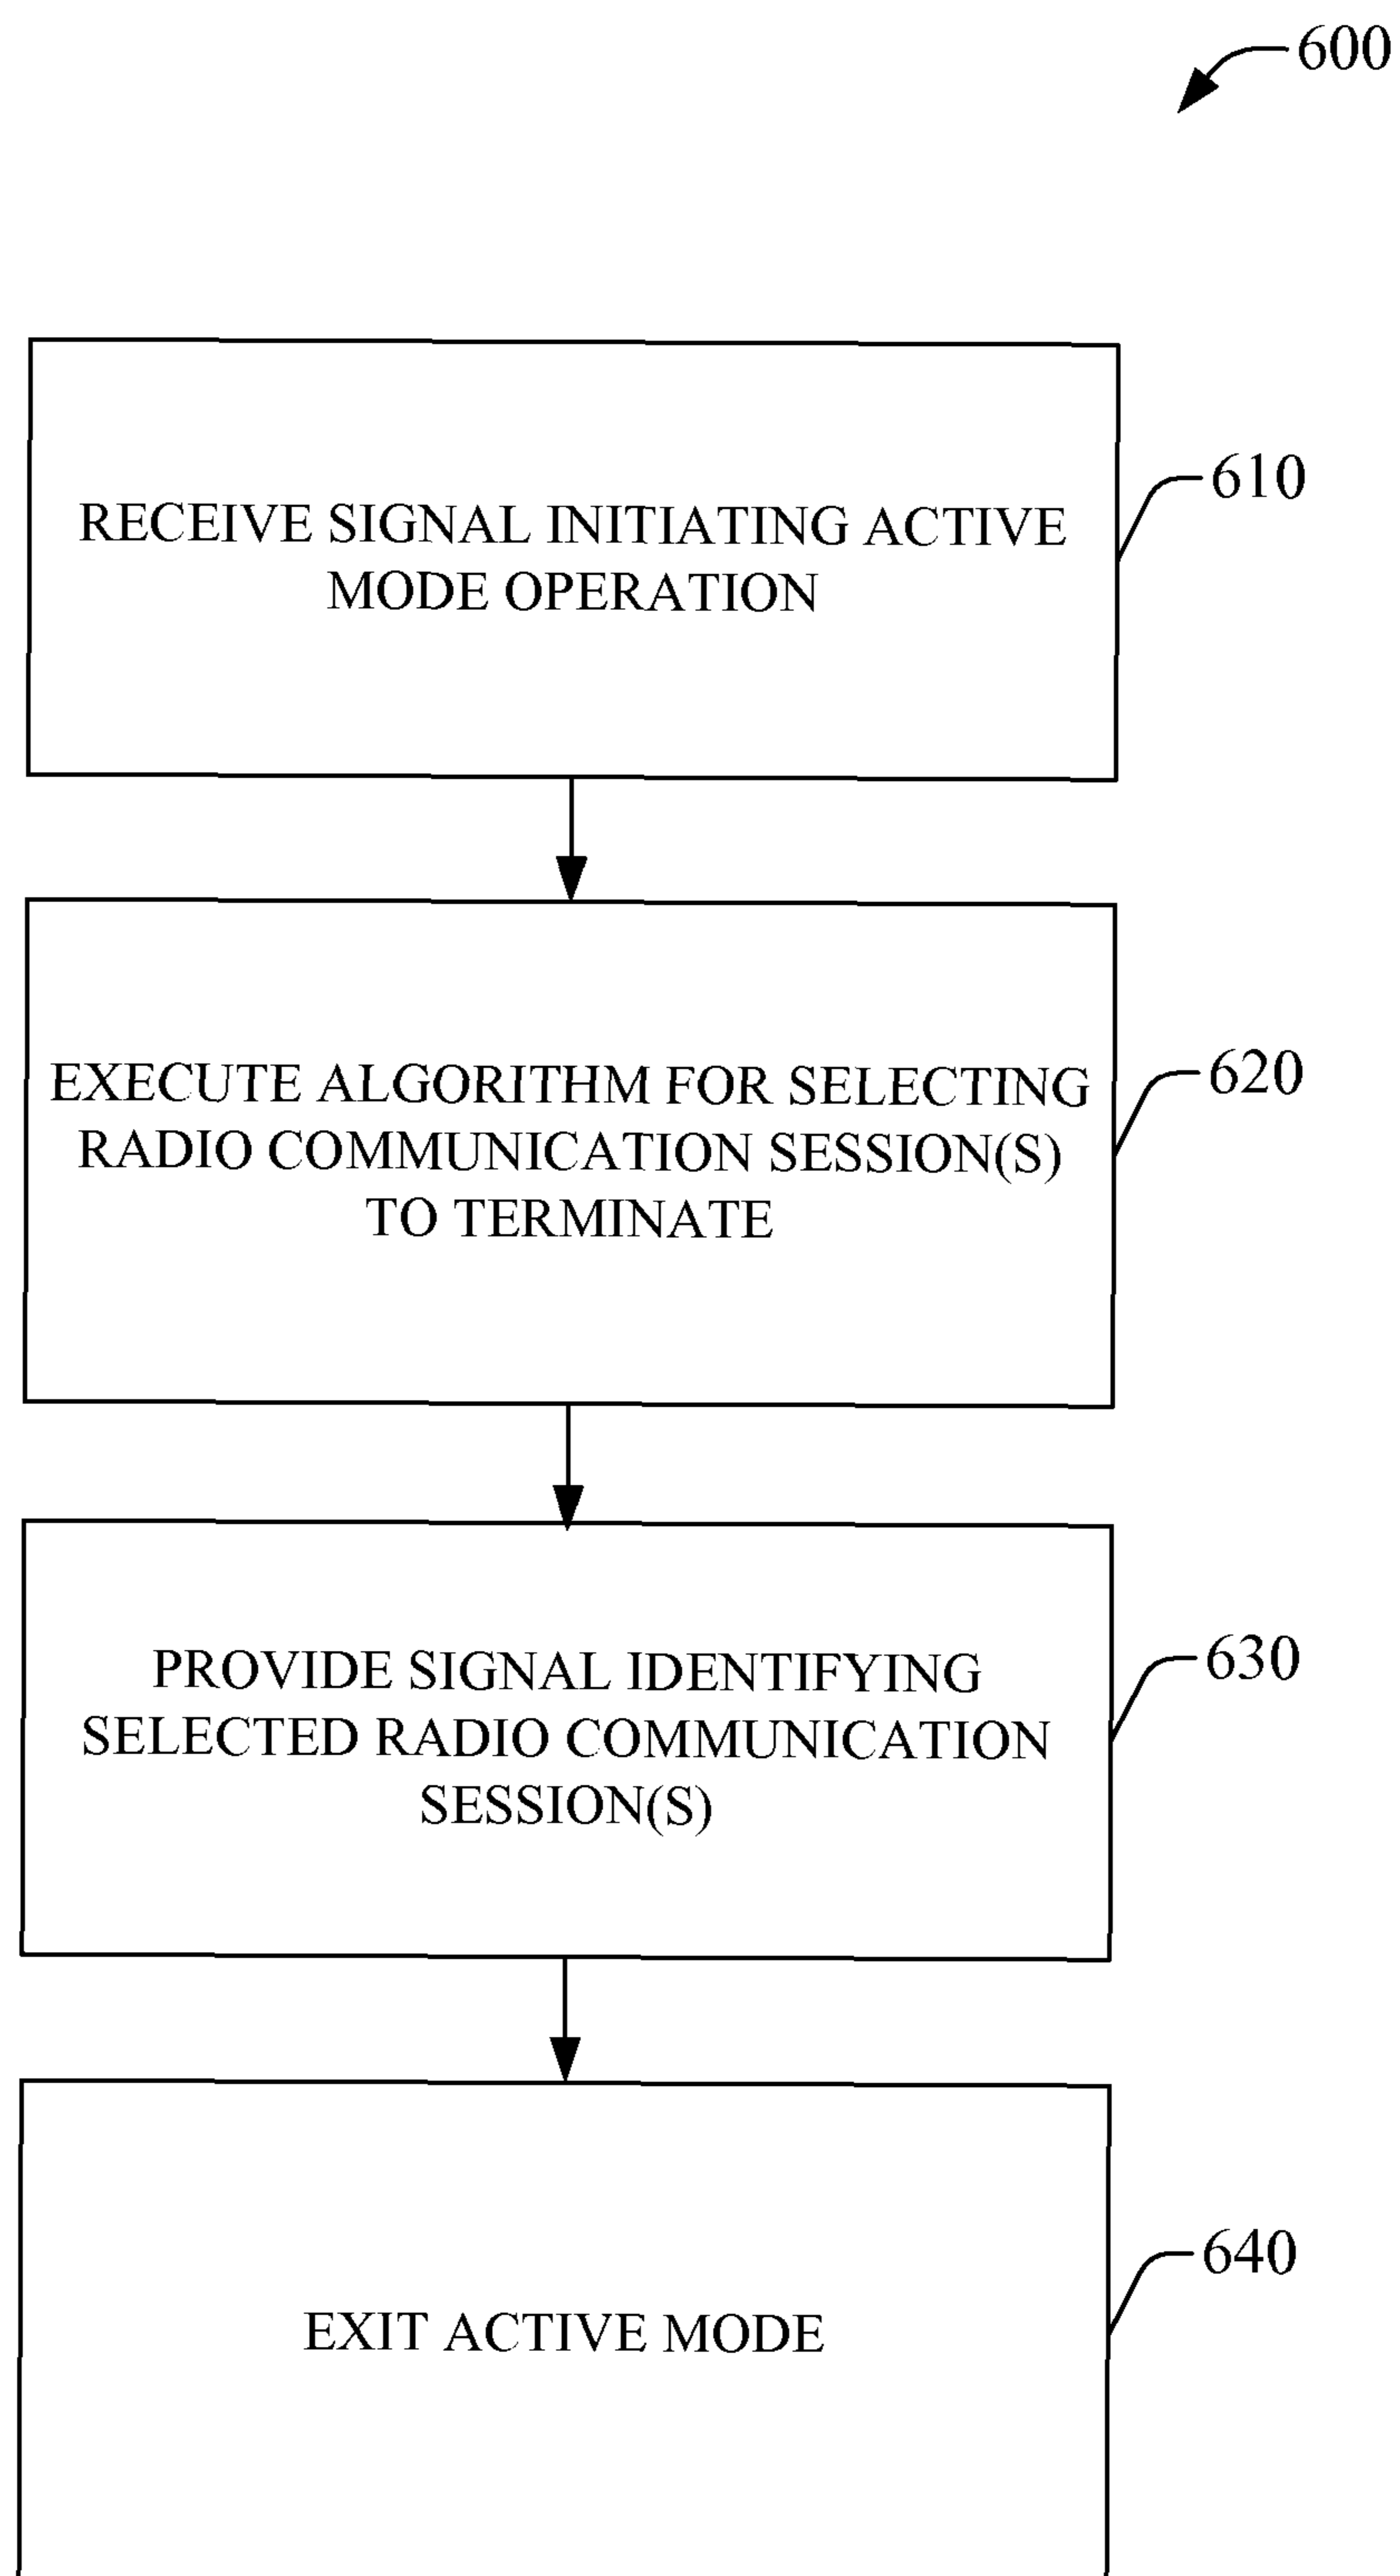 600
RECEIVE SIGNAL INITIATING ACTIVE
MODE OPERATION
610
EXECUTE ALGORITHM FOR SELECTING
RADIO COMMUNICATION SESSION(S)
TO TERMINATE
620
PROVIDE SIGNAL IDENTIFYING
SELECTED RADIO COMMUNICATION
SESSION(S)
630
EXIT ACTIVE MODE
640